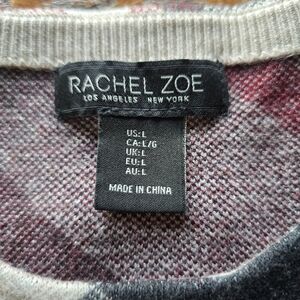 RACHEL ZOE
LOS ANGELES NEW YORK
US: L
CA: L/G
UK: L
EU: L
AU: L
MADE IN CHINA